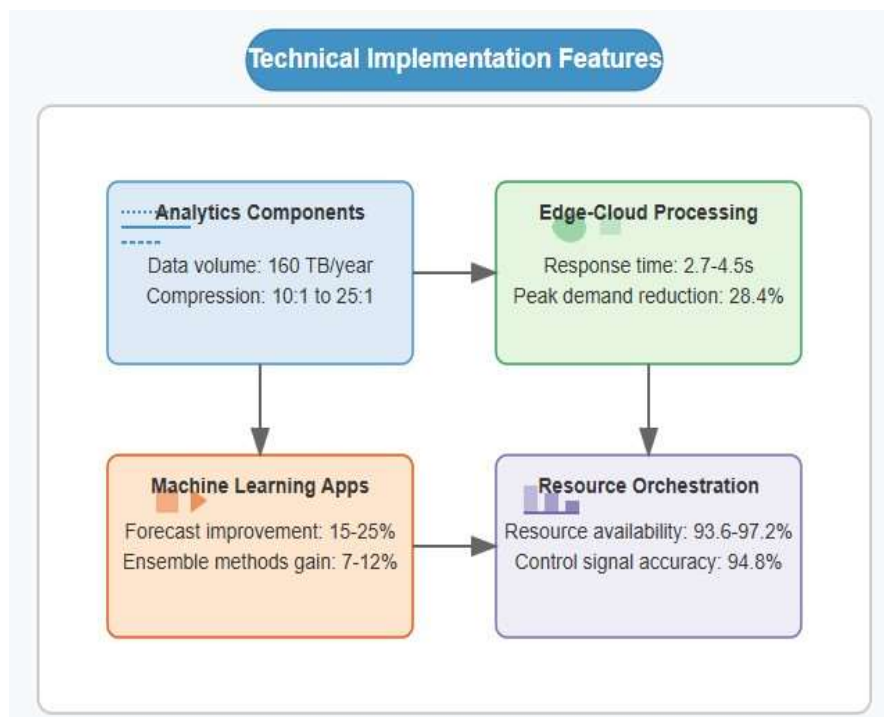 Technical Implementation Features
Analytics Components
Data volume: 160 TB/year
Compression: 10:1 to 25:1
Edge-Cloud Processing
Response time: 2.7-4.5s
Peak demand reduction: 28.4%
Machine Learning Apps
Forecast improvement: 15-25%
Ensemble methods gain: 7-12%
Resource Orchestration
Resource availability: 93.6-97.2%
Control signal accuracy: 94.8%